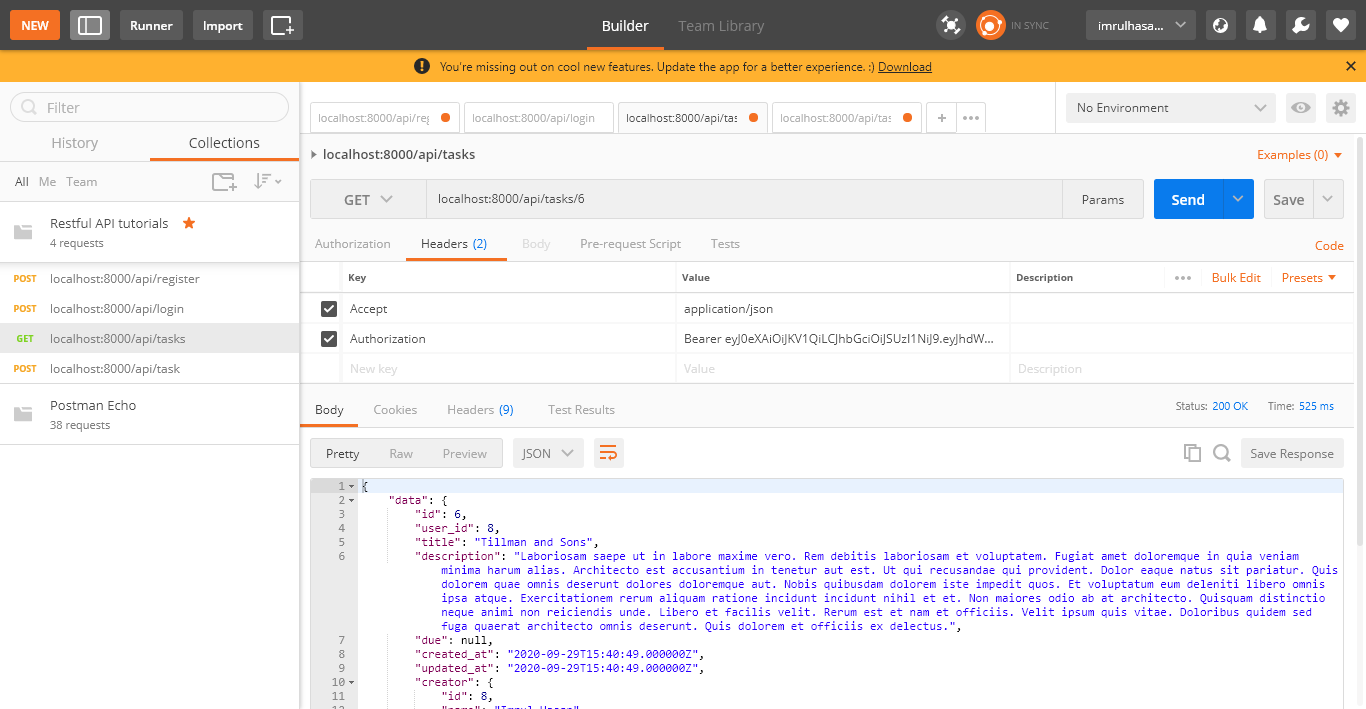 NEW Runner Import Builder Team Library IN SYNC imrulhasa...
You're missing out on cool new features. Update the app for a better experience. :) Download
Filter
History Collections
All Me Team
Restful API tutorials
4 requests
POST localhost:8000/api/register
POST localhost:8000/api/login
GET localhost:8000/api/tasks
POST localhost:8000/api/task
Postman Echo
38 requests
localhost:8000/api/reg localhost:8000/api/login localhost:8000/api/tas localhost:8000/api/tas + ••• No Environment
localhost:8000/api/tasks Examples (0)
GET localhost:8000/api/tasks/6 Params Send Save
Authorization Headers (2) Body Pre-request Script Tests Code
Key Value Description ••• Bulk Edit Presets
Accept application/json
Authorization Bearer eyJ0eXAiOiJKV1QiLCJhbGciOiJSUzI1NiJ9.eyJhdW...
New key Value Description
Body Cookies Headers (9) Test Results Status: 200 OK Time: 525 ms
Pretty Raw Preview JSON Save Response
1 {
2 "data": {
3 "id": 6,
4 "user_id": 8,
5 "title": "Tillman and Sons",
6 "description": "Laboriosam saepe ut in labore maxime vero. Rem debitis laboriosam et voluptatem. Fugiat amet doloremque in quia veniam
minima harum alias. Architecto est accusantium in tenetur aut est. Ut qui recusandae qui provident. Dolor eaque natus sit pariatur. Quis
dolorem quae omnis deserunt dolores doloremque aut. Nobis quibusdam dolorem iste impedit quos. Et voluptatum eum deleniti libero omnis
ipsa atque. Exercitationem rerum aliquam ratione incidunt incidunt nihil et et. Non maiores odio ab at architecto. Quisquam distinctio
neque animi non reiciendis unde. Libero et facilis velit. Rerum est et nam et officiis. Velit ipsum quis vitae. Doloribus quidem sed
fuga quaerat architecto omnis deserunt. Quis dolorem et officiis ex delectus.",
7 "due": null,
8 "created_at": "2020-09-29T15:40:49.000000Z",
9 "updated_at": "2020-09-29T15:40:49.000000Z",
10 "creator": {
11 "id": 8,